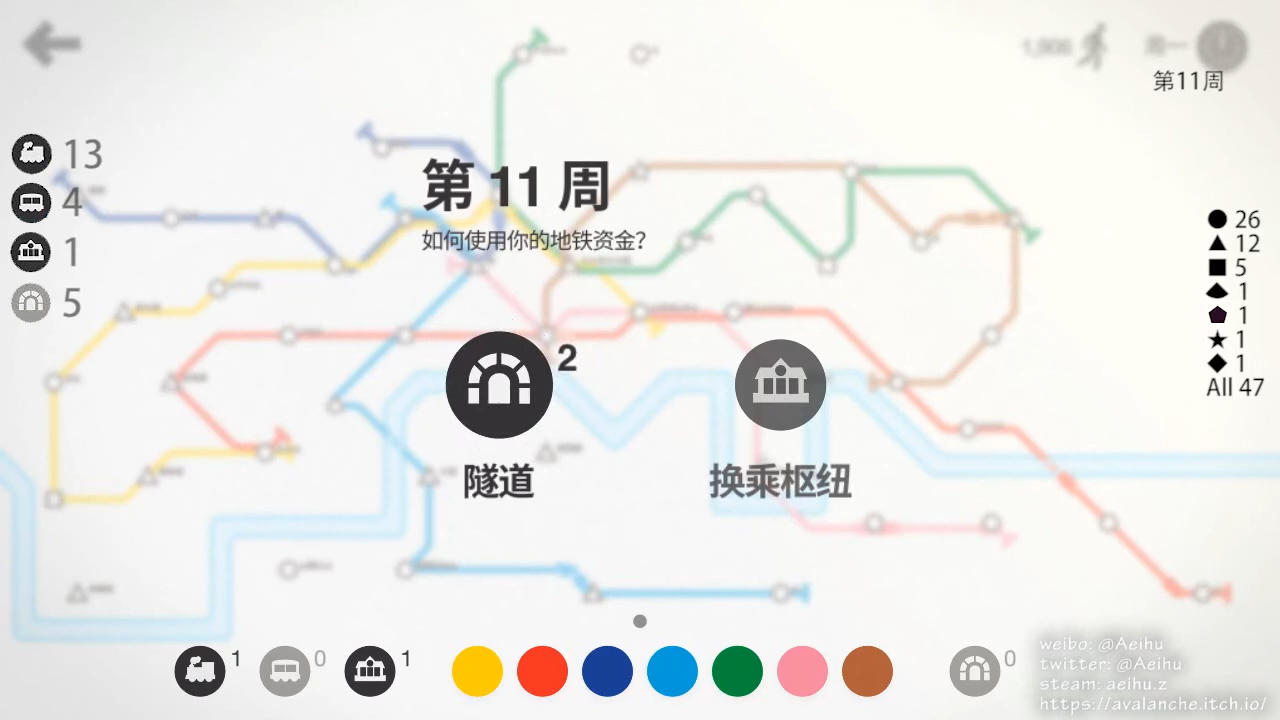 1,906
周一
第11周
13
4
1
5
第 11 周
如何使用你的地铁资金？
26
12
5
1
1
1
1
All 47
2
隧道
换乘枢纽
1
0
1
0
weibo: @Aeihu
twitter: @Aeihu
steam: aeihu.z
https://avalanche.itch.io/